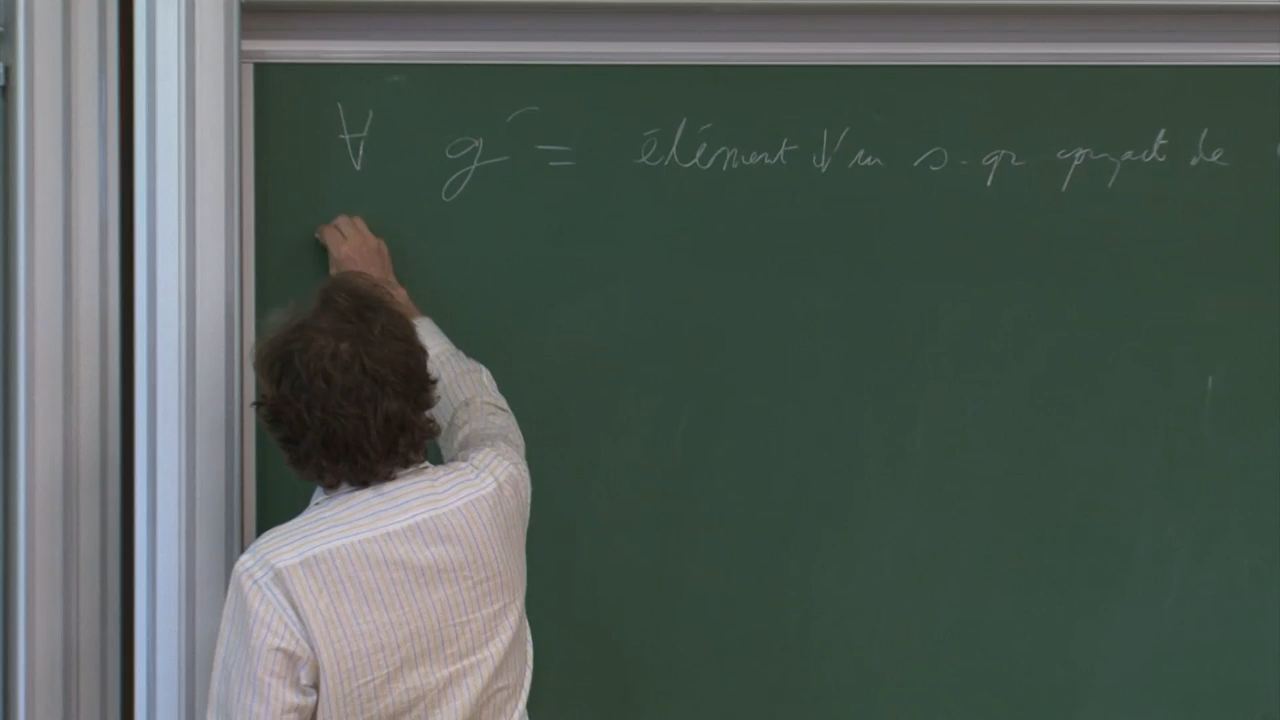 ∀ g = élément d'un s-gr compact de